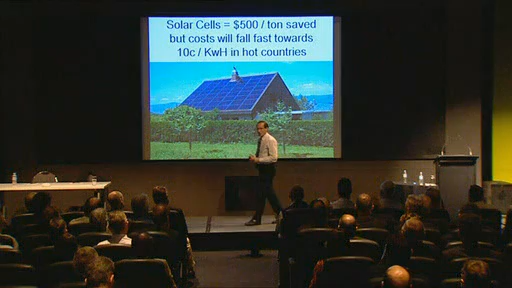 Solar Cells = $500 / ton saved
but costs will fall fast towards
10c / KwH in hot countries